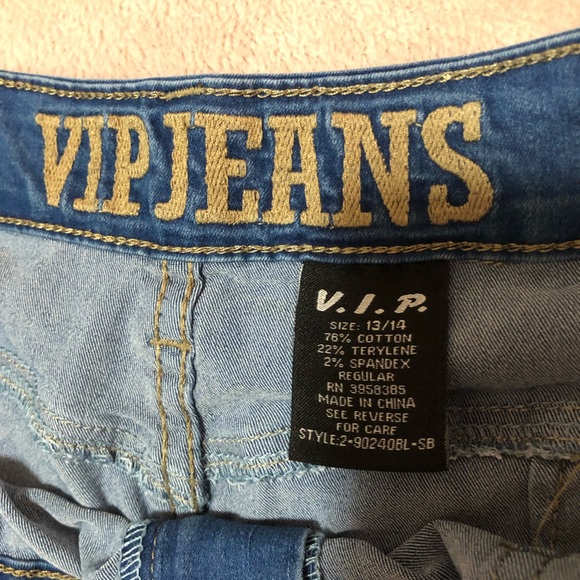 VIPJEANS
V.I.P.
SIZE: 13/14
76% COTTON
22% TERYLENE
2% SPANDEX
REGULAR
RN 3958385
MADE IN CHINA
SEE REVERSE
FOR CARE
STYLE:2-90240BL-SB